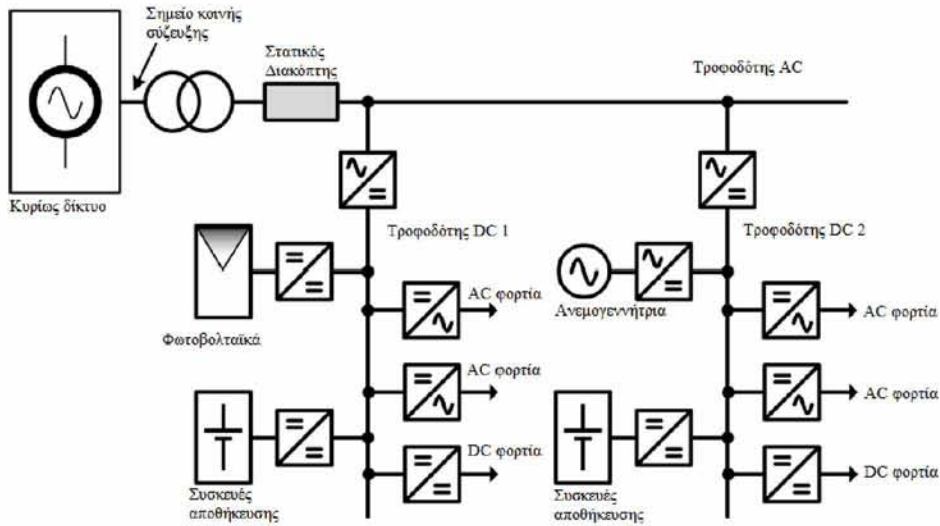 Σημείο κοινής
σύζευξης
Στατικός
Διακόπτης
Τροφοδότης AC
Κυρίως δίκτυο
Τροφοδότης DC 1
Τροφοδότης DC 2
AC φορτία
Ανεμογεννήτρια
AC φορτία
Φωτοβολταϊκά
AC φορτία
AC φορτία
DC φορτία
DC φορτία
Συσκευές
αποθήκευσης
Συσκευές
αποθήκευσης